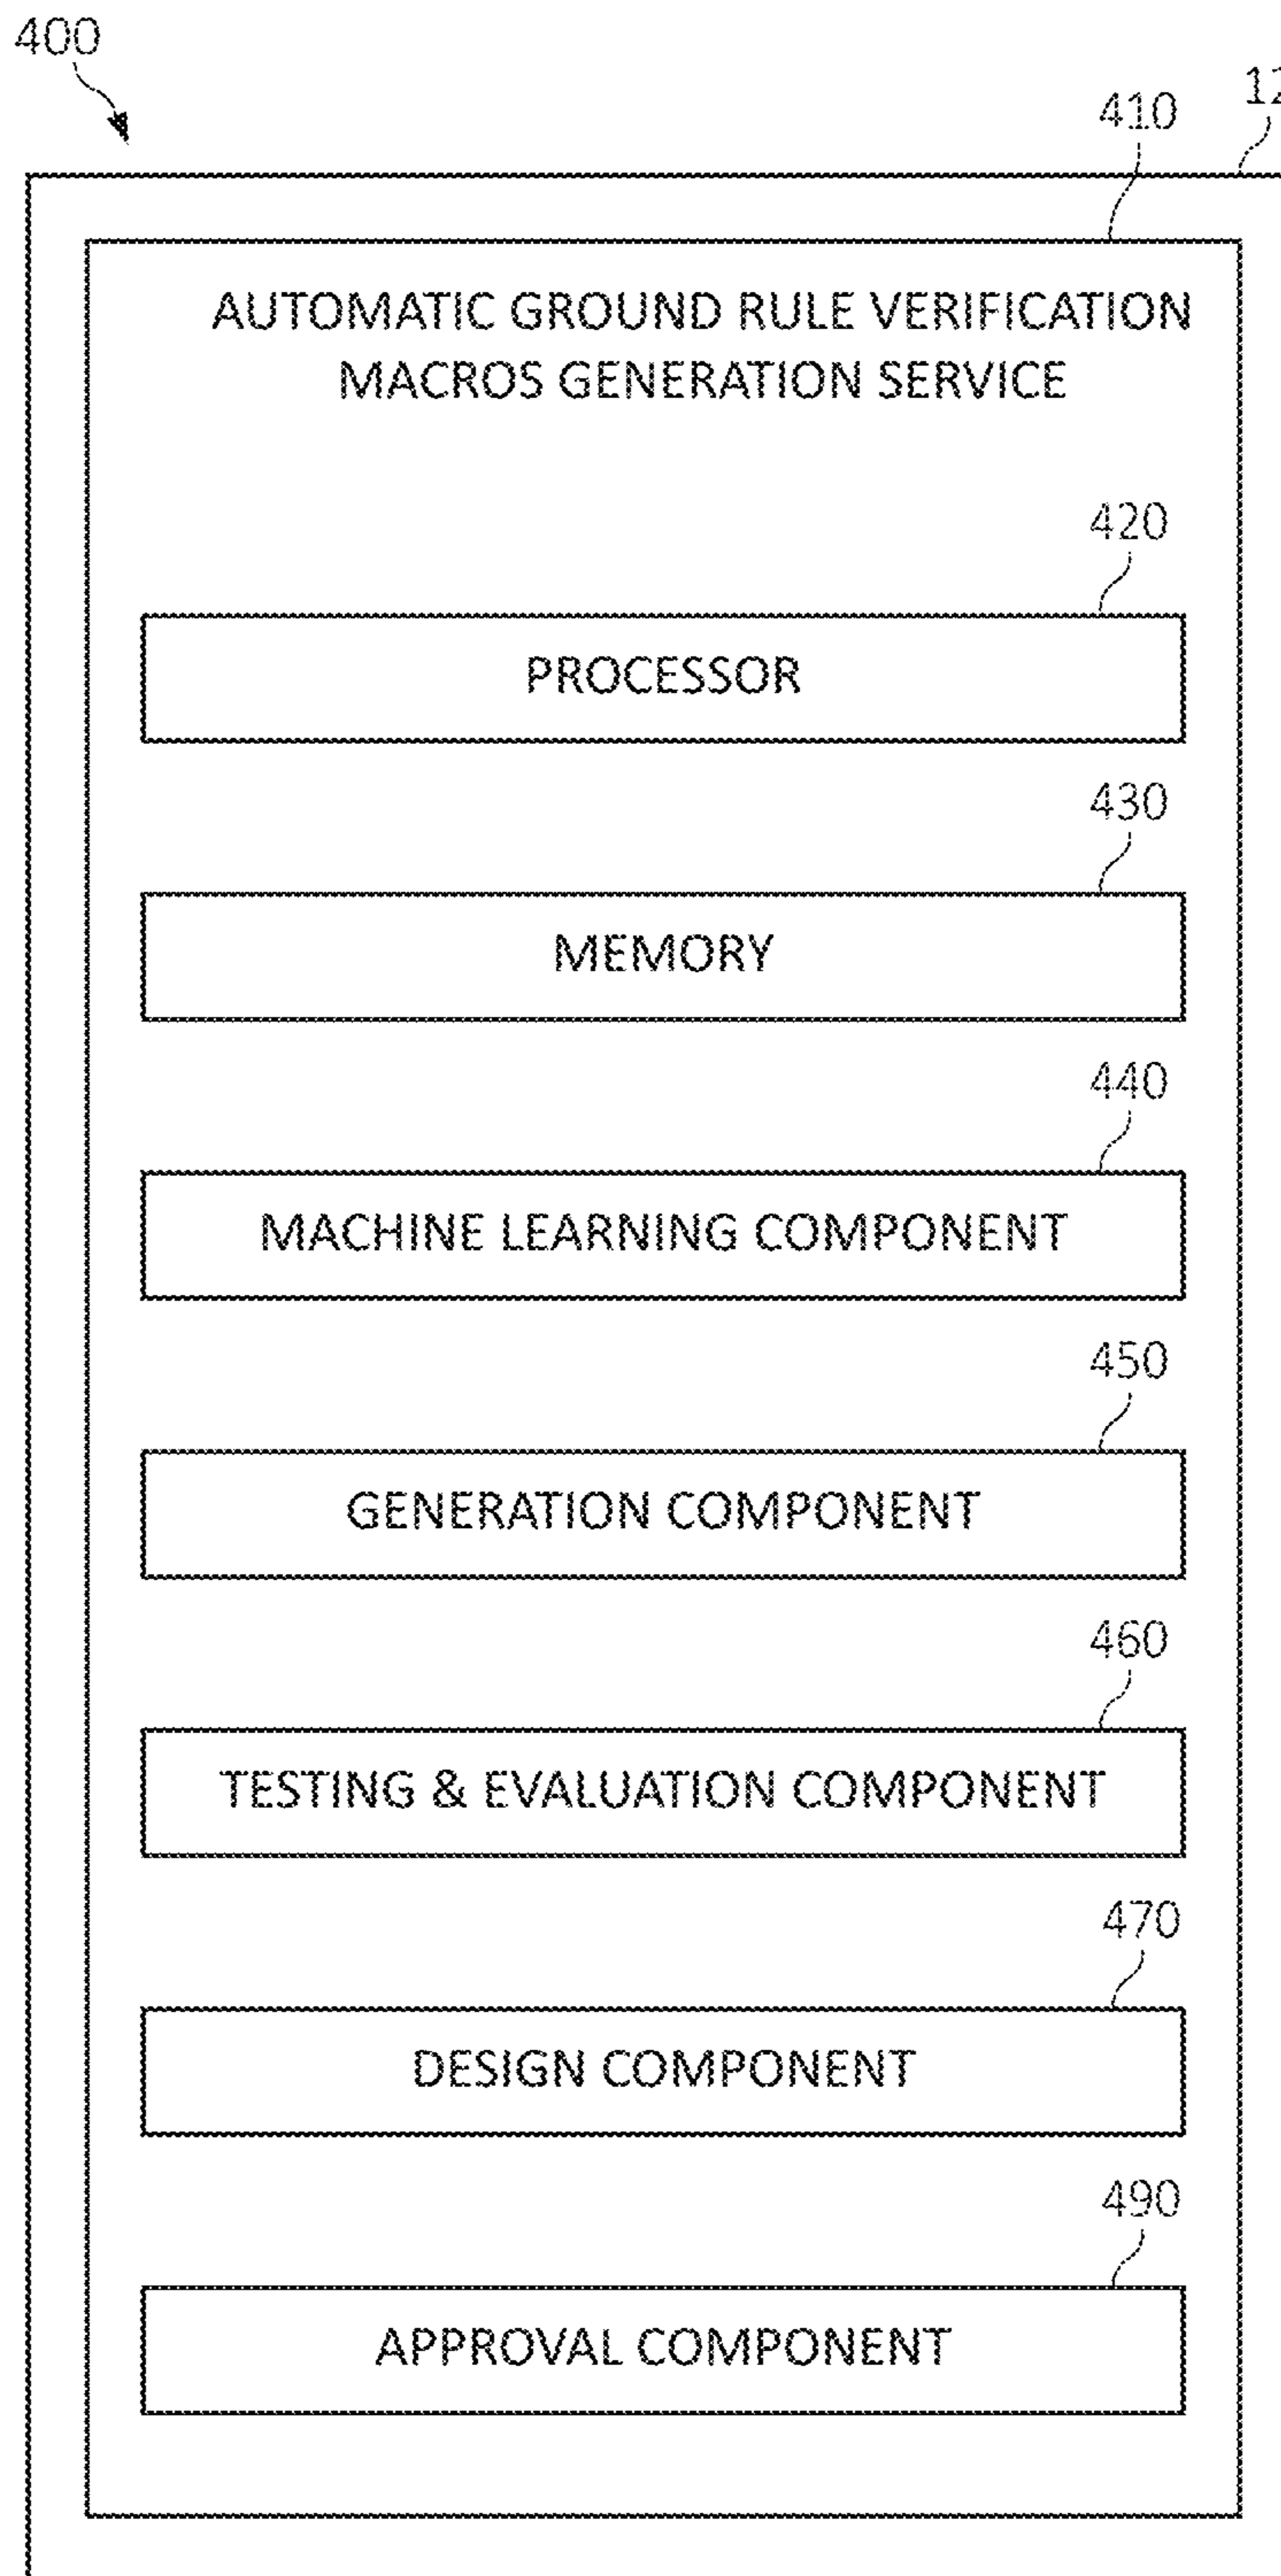 400
410
AUTOMATIC GROUND RULE VERIFICATION
MACROS GENERATION SERVICE
420
PROCESSOR
430
MEMORY
440
MACHINE LEARNING COMPONENT
450
GENERATION COMPONENT
460
TESTING & EVALUATION COMPONENT
470
DESIGN COMPONENT
490
APPROVAL COMPONENT